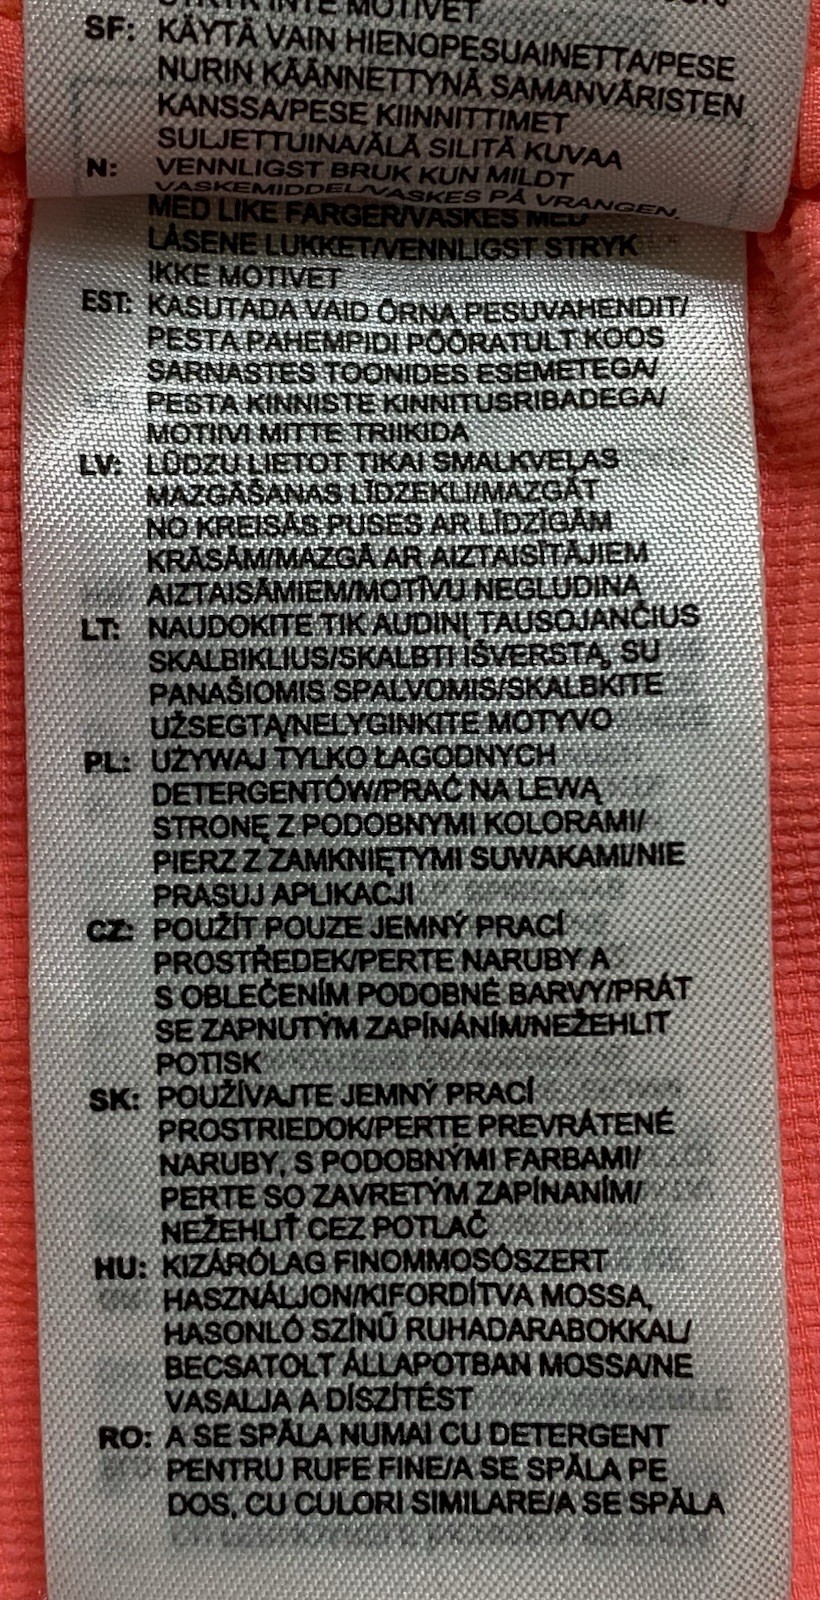 STRYK INTE MOTIVET
SF: KÄYTÄ VAIN HIENOPESUAINETTA/PESE
NURIN KÄÄNNETTYNÄ SAMANVÄRISTEN
KANSSA/PESE KIINNITTIMET
SULJETTUINA/ÄLÄ SILITÄ KUVAA
N: VENNLIGST BRUK KUN MILDT
VASKEMIDDEL/VASKES PÅ VRANGEN,
MED LIKE FARGER/VASKES MED
LÅSENE LUKKET/VENNLIGST STRYK
IKKE MOTIVET
EST: KASUTADA VAID ÕRNA PESUVAHENDIT/
PESTA PAHEMPIDI PÖÖRATULT KOOS
SARNASTES TOONIDES ESEMETEGA/
PESTA KINNISTE KINNITUSRIBADEGA/
MOTIIVI MITTE TRIIKIDA
LV: LŪDZU LIETOT TIKAI SMALKVEĻAS
MAZGĀŠANAS LĪDZEKLI/MAZGĀT
NO KREISĀS PUSES AR LĪDZĪGĀM
KRĀSĀM/MAZGĀ AR AIZTAISĪTĀJIEM
AIZTAISĀMIEM/MOTĪVU NEGLUDINA
LT: NAUDOKITE TIK AUDINĮ TAUSOJANČIUS
SKALBIKLIUS/SKALBTI IŠVERSTĄ, SU
PANAŠIOMIS SPALVOMIS/SKALBKITE
UŽSEGTĄ/NELYGINKITE MOTYVO
PL: UŻYWAJ TYLKO ŁAGODNYCH
DETERGENTÓW/PRAĆ NA LEWĄ
STRONĘ Z PODOBNYMI KOLORAMI/
PIERZ Z ZAMKNIĘTYMI SUWAKAMI/NIE
PRASUJ APLIKACJI
CZ: POUŽÍT POUZE JEMNÝ PRACÍ
PROSTŘEDEK/PERTE NARUBY A
S OBLEČENÍM PODOBNÉ BARVY/PRÁT
SE ZAPNUTÝM ZAPÍNÁNÍM/NEŽEHLIT
POTISK
SK: POUŽÍVAJTE JEMNÝ PRACÍ
PROSTRIEDOK/PERTE PREVRÁTENÉ
NARUBY, S PODOBNÝMI FARBAMI/
PERTE SO ZAVRETÝM ZAPÍNANÍM/
NEŽEHLIŤ CEZ POTLAČ
HU: KIZÁRÓLAG FINOMMOSÓSZERT
HASZNÁLJON/KIFORDÍTVA MOSSA,
HASONLÓ SZÍNŰ RUHADARABOKKAL/
BECSATOLT ÁLLAPOTBAN MOSSA/NE
VASALJA A DÍSZÍTÉST
RO: A SE SPĂLA NUMAI CU DETERGENT
PENTRU RUFE FINE/A SE SPĂLA PE
DOS, CU CULORI SIMILARE/A SE SPĂLA